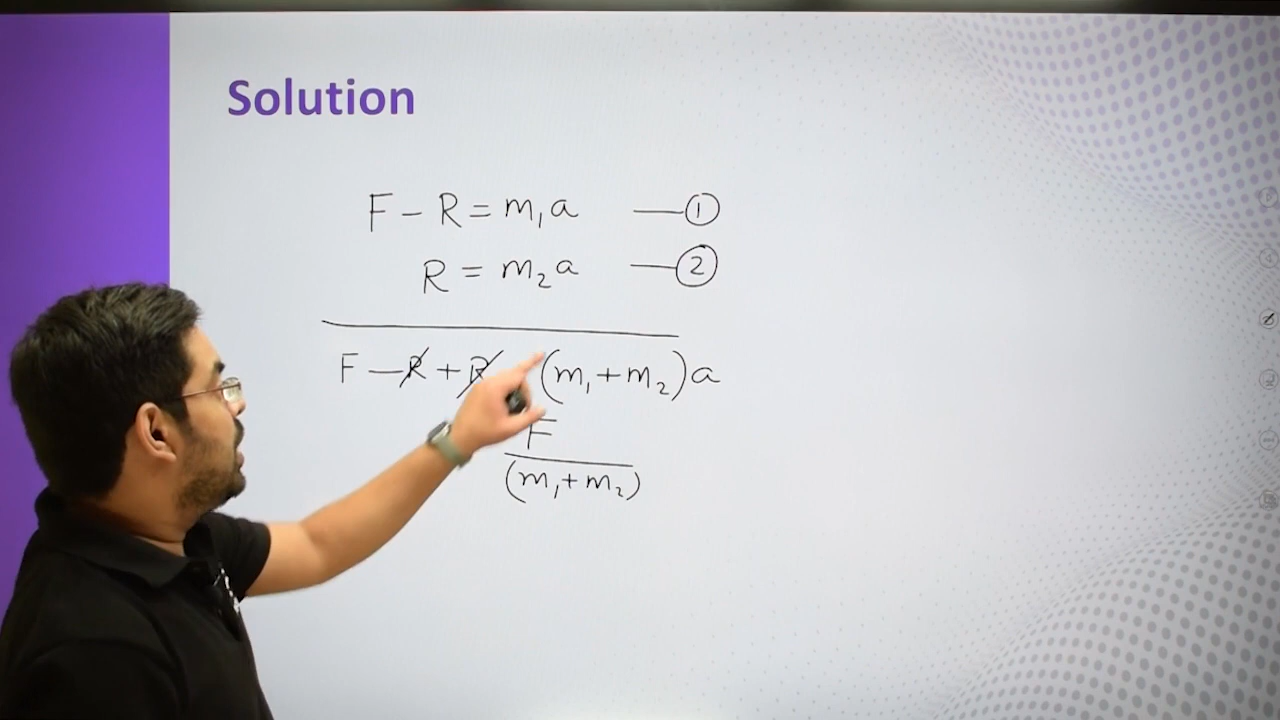 Solution
F - R = m₁a —①
R = m₂a —②
F - R + R (m₁ + m₂)a
F
(m₁ + m₂)